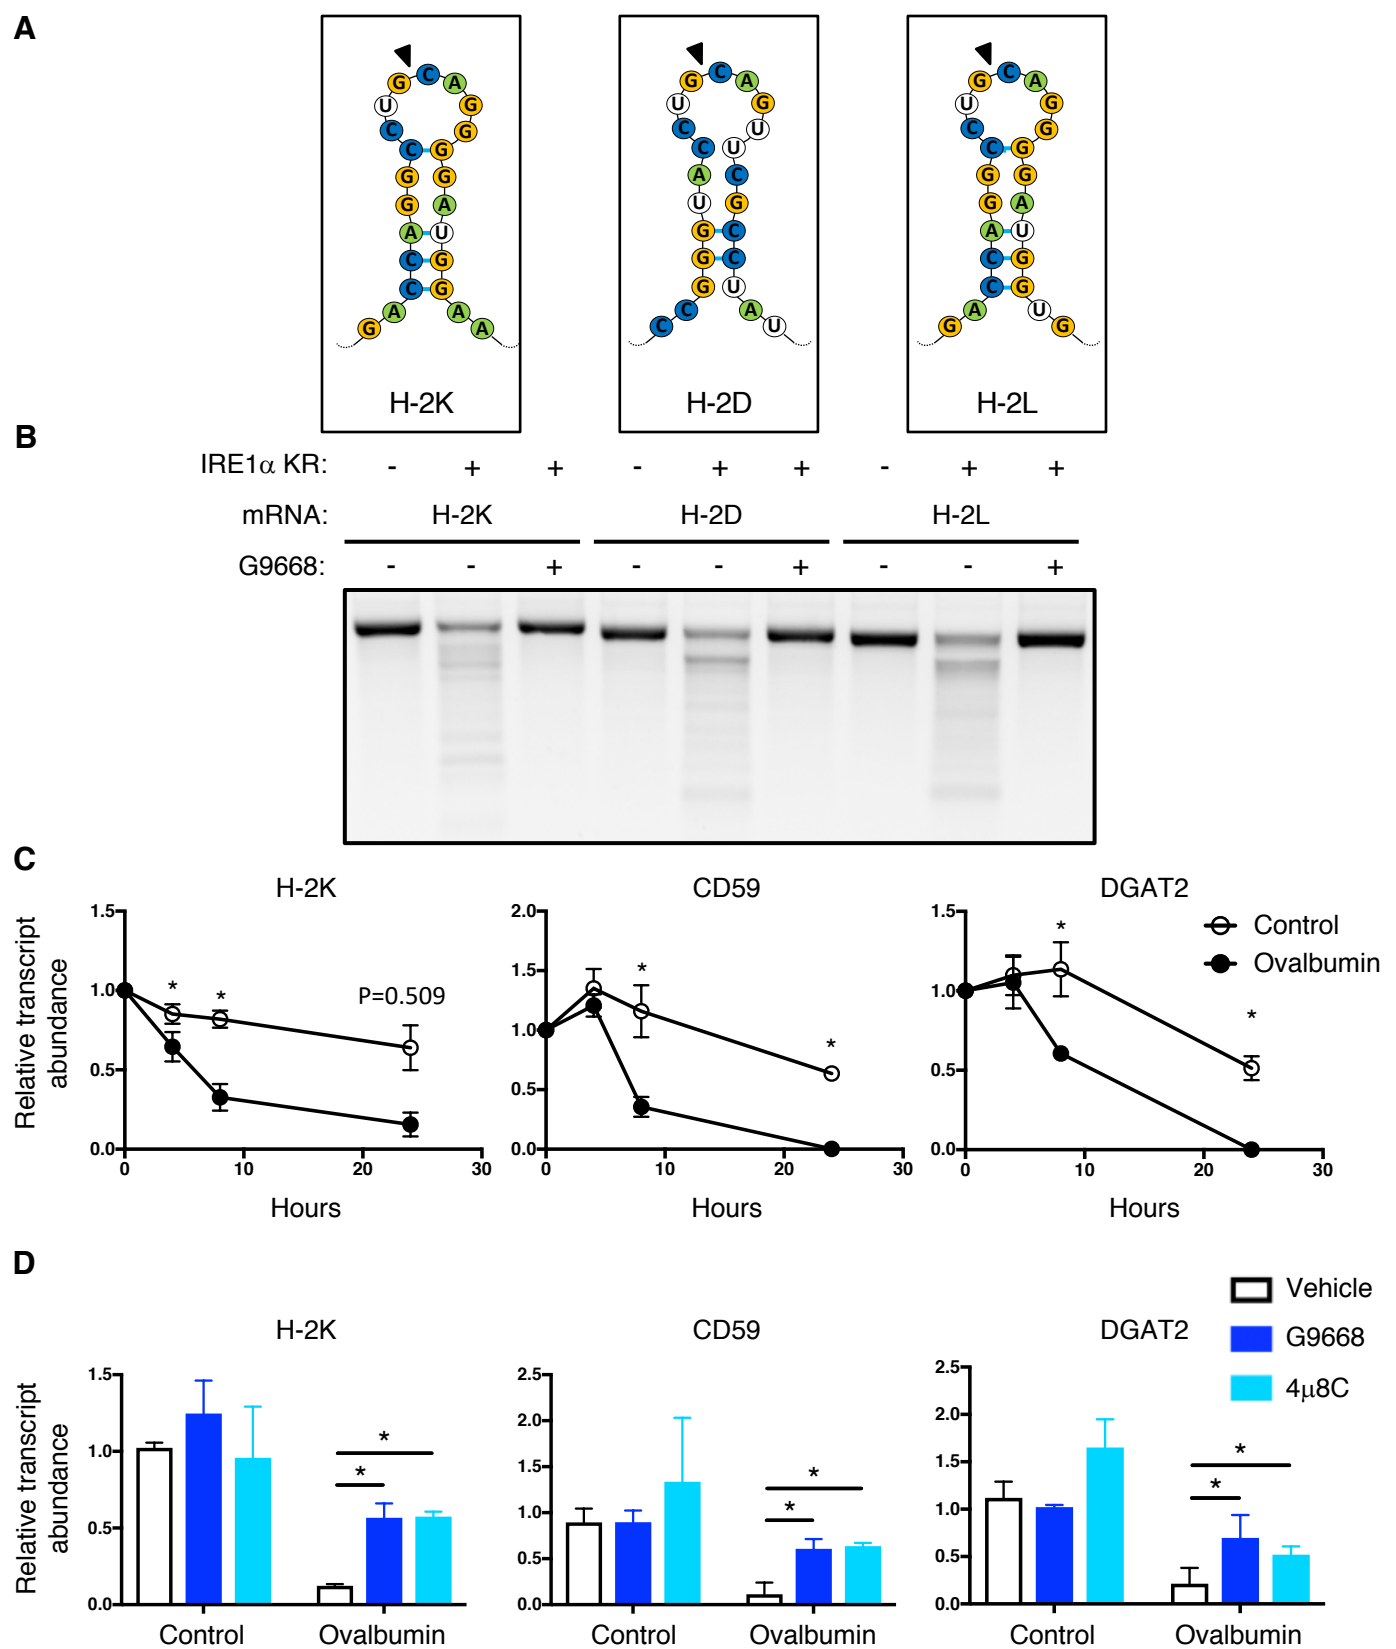 A
G C A
U G
C G
C G
G G
G A
A U
C G
C G
A A
G A
H-2K
G C A
U G
C U
C U
A C
U G
G C
G C
G U
C A
C U
H-2D
G C A
U G
C G
C G
G G
G A
A U
C G
C G
A U
G G
H-2L
B
IRE1α KR: - + + - + + - + +
mRNA: H-2K H-2D H-2L
G9668: - - + - - + - - +
C
H-2K
Relative transcript
abundance
1.5
1.0
0.5
0.0
* * P=0.509
0 10 20 30
Hours
CD59
2.0
1.5
1.0
0.5
0.0
* *
0 10 20 30
Hours
DGAT2
1.5
1.0
0.5
0.0
* *
0 10 20 30
Hours
Control
Ovalbumin
D
H-2K
Relative transcript
abundance
1.5
1.0
0.5
0.0
*
*
Control Ovalbumin
CD59
2.5
2.0
1.5
1.0
0.5
0.0
*
*
Control Ovalbumin
DGAT2
2.5
2.0
1.5
1.0
0.5
0.0
*
*
Control Ovalbumin
Vehicle
G9668
4μ8C